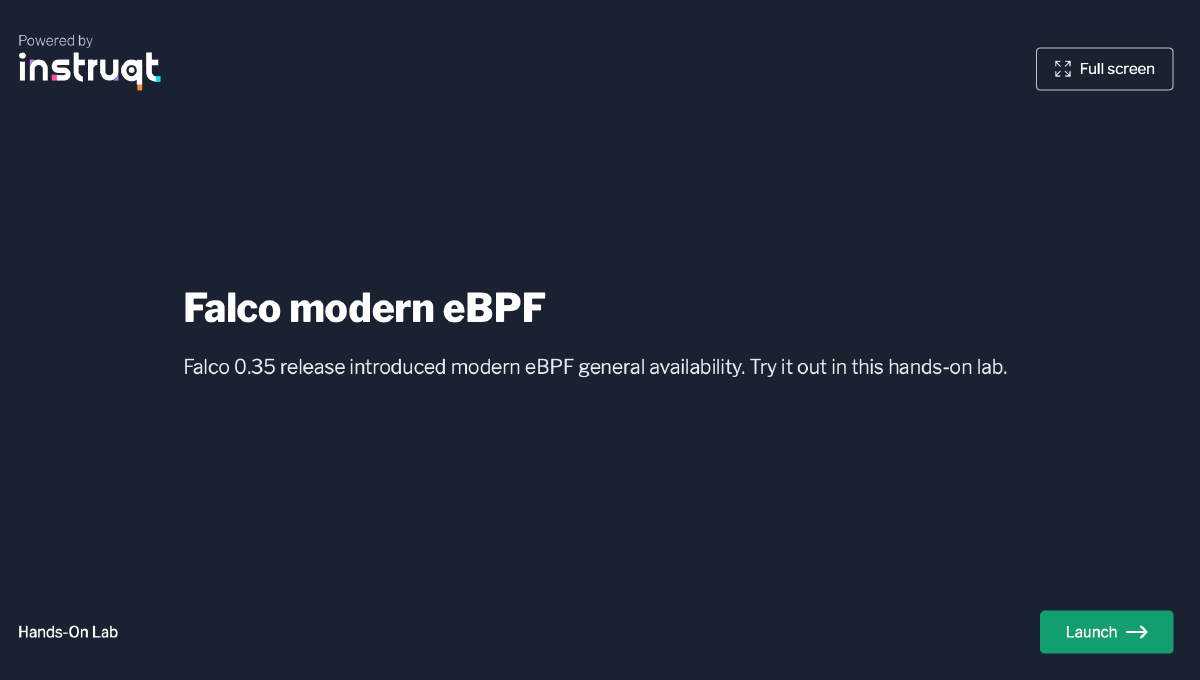 Powered by
instruqt
Full screen
Falco modern eBPF
Falco 0.35 release introduced modern eBPF general availability. Try it out in this hands-on lab.
Hands-On Lab
Launch